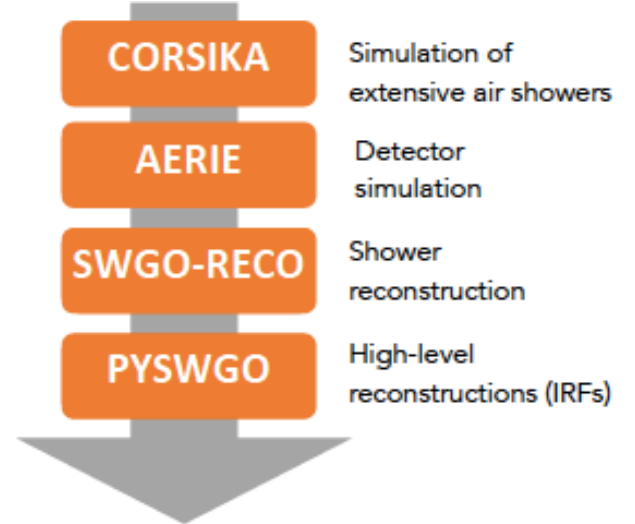 CORSIKA
Simulation of
extensive air showers
AERIE
Detector
simulation
SWGO-RECO
Shower
reconstruction
PYSWGO
High-level
reconstructions (IRFs)